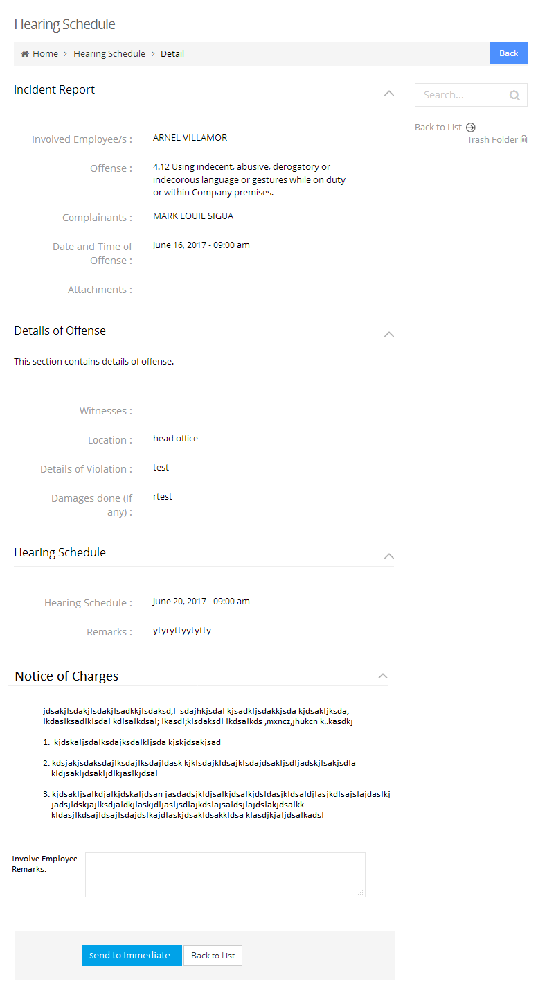 Hearing Schedule
Home > Hearing Schedule > Detail
Back
Incident Report
Search...
Back to List
Trash Folder
Involved Employee/s : ARNEL VILLAMOR
Offense : 4.12 Using indecent, abusive, derogatory or
indecorous language or gestures while on duty
or within Company premises.
Complainants : MARK LOUIE SIGUA
Date and Time of June 16, 2017 - 09:00 am
Offense :
Attachments :
Details of Offense
This section contains details of offense.
Witnesses :
Location : head office
Details of Violation : test
Damages done (If rtest
any) :
Hearing Schedule
Hearing Schedule : June 20, 2017 - 09:00 am
Remarks : ytyryttyytytty
Notice of Charges
jdsakjlsdakjlsdakjlsadkkjlsdaksd;l sdajhkjsdal kjsadkljsdakkjsda kjdsakljksda;
lkdaslksadlklsdal kdlsalkdsal; lkasdl;klsdaksdl lkdsalkds ,mxncz,jhukcn k..kasdkj
1. kjdskaljsdalksdajksdalkljsda kjskjdsakjsad
2. kdsjakjsdaksdajlksdajlksdajldask kjklsdajkldsajklsdajdsakljsdljadskjlsakjsdla
kldjsakljdsakljdlkjaslkjdsal
3. kjdsakljsalkdjalkjdskaljdsan jasdadsjkldjsalkjdsalkjdsldasjkldsaldjlasjkdlsajslajdaslkj
jadsjldskjajlksdjaldkjlaskjdljasljsdlajkdslajsaldsjlajdslakjdsalkk
kldasjlkdsajldsajlsdajdslkajdlaskjdsakldsakkldsa klasdjkjaljdsalkadsl
Involve Employee
Remarks:
Send to Immediate
Back to List